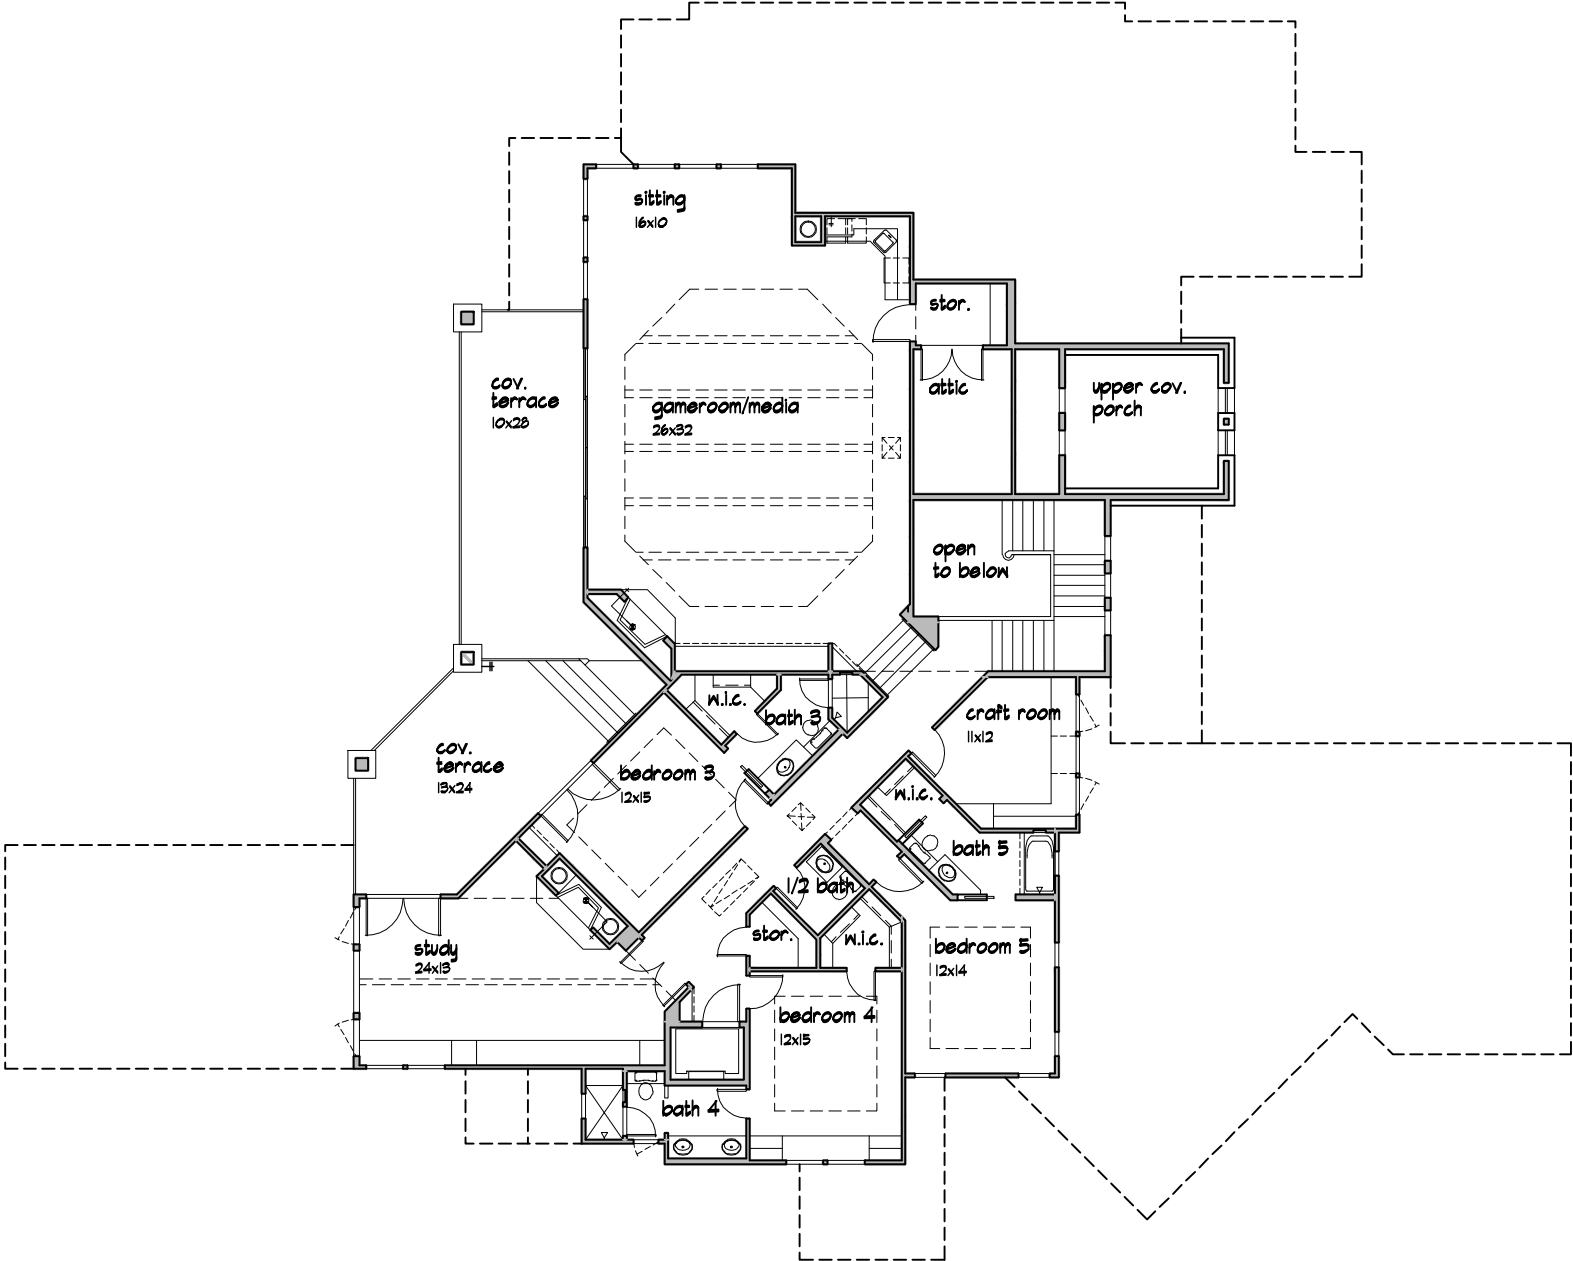 sitting
16x10
stor.
cov.
terrace
10x28
attic
upper cov.
porch
gameroom/media
26x32
open
to below
w.i.c.
bath 3
craft room
11x12
cov.
terrace
13x24
bedroom 3
12x15
w.i.c.
bath 5
1/2 bath
stor.
w.i.c.
study
24x13
bedroom 5
12x14
bedroom 4
12x15
bath 4